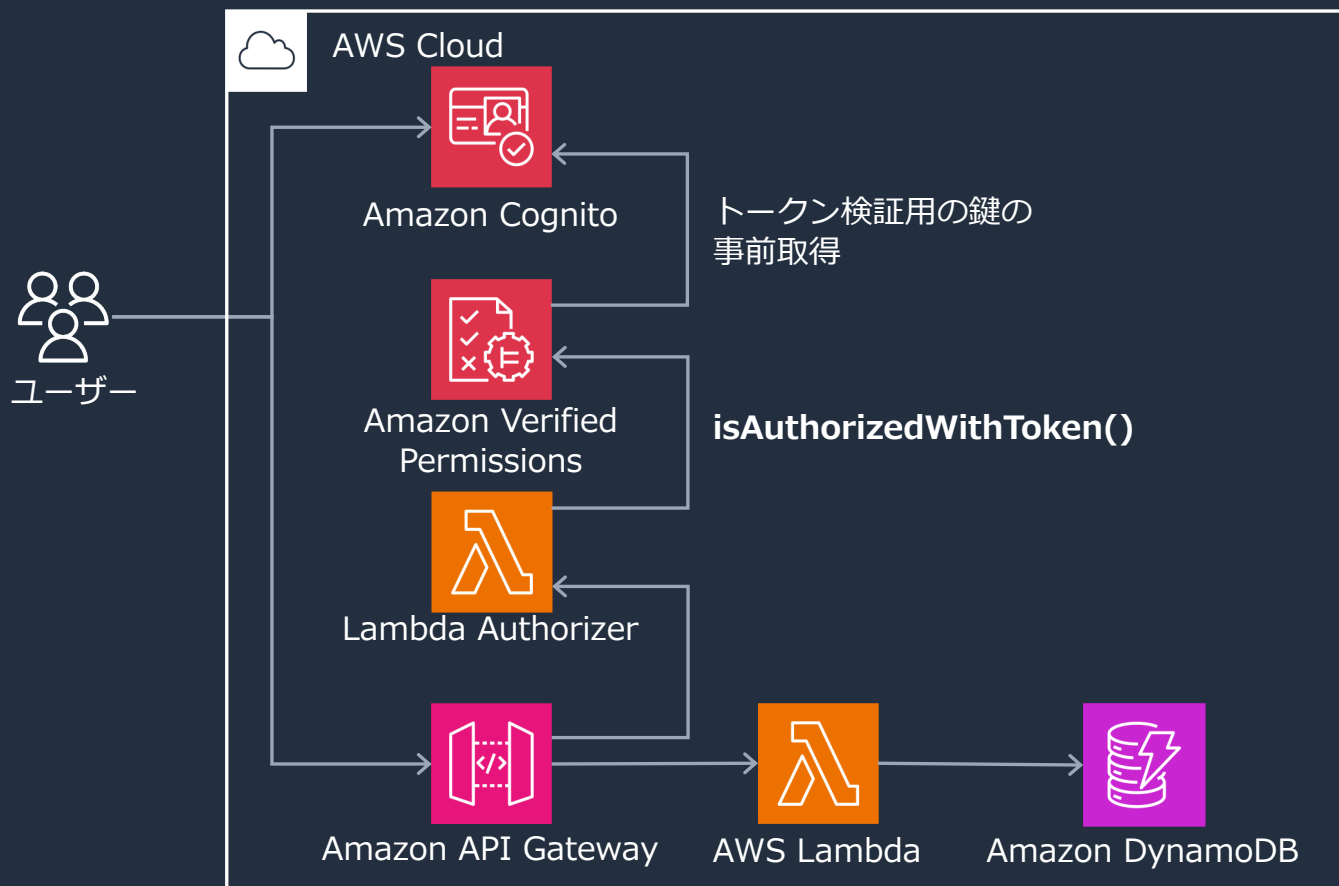 AWS Cloud
Amazon Cognito
トークン検証用の鍵の
事前取得
ユーザー
Amazon Verified
Permissions
isAuthorizedWithToken()
Lambda Authorizer
Amazon API Gateway
AWS Lambda
Amazon DynamoDB